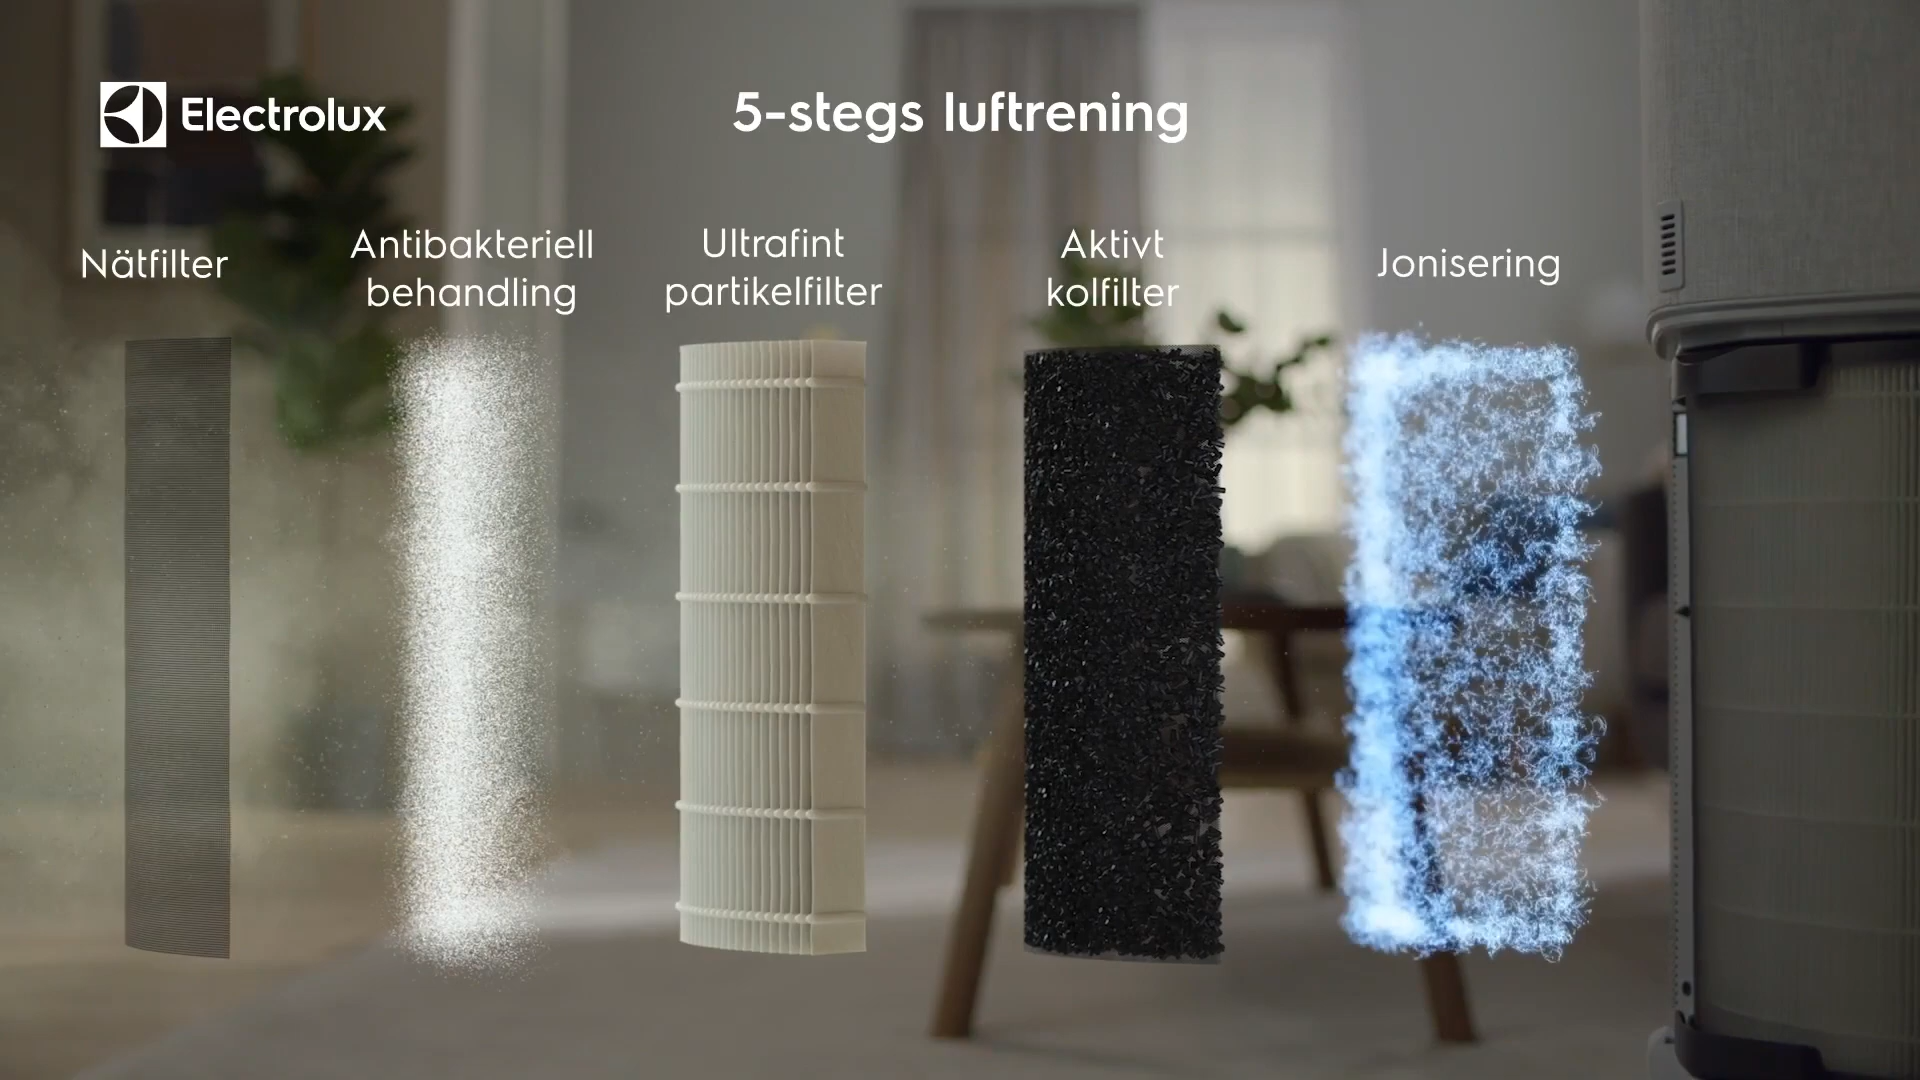 Electrolux
5-stegs luftrening
Nätfilter
Antibakteriell
behandling
Ultrafint
partikelfilter
Aktivt
kolfilter
Jonisering